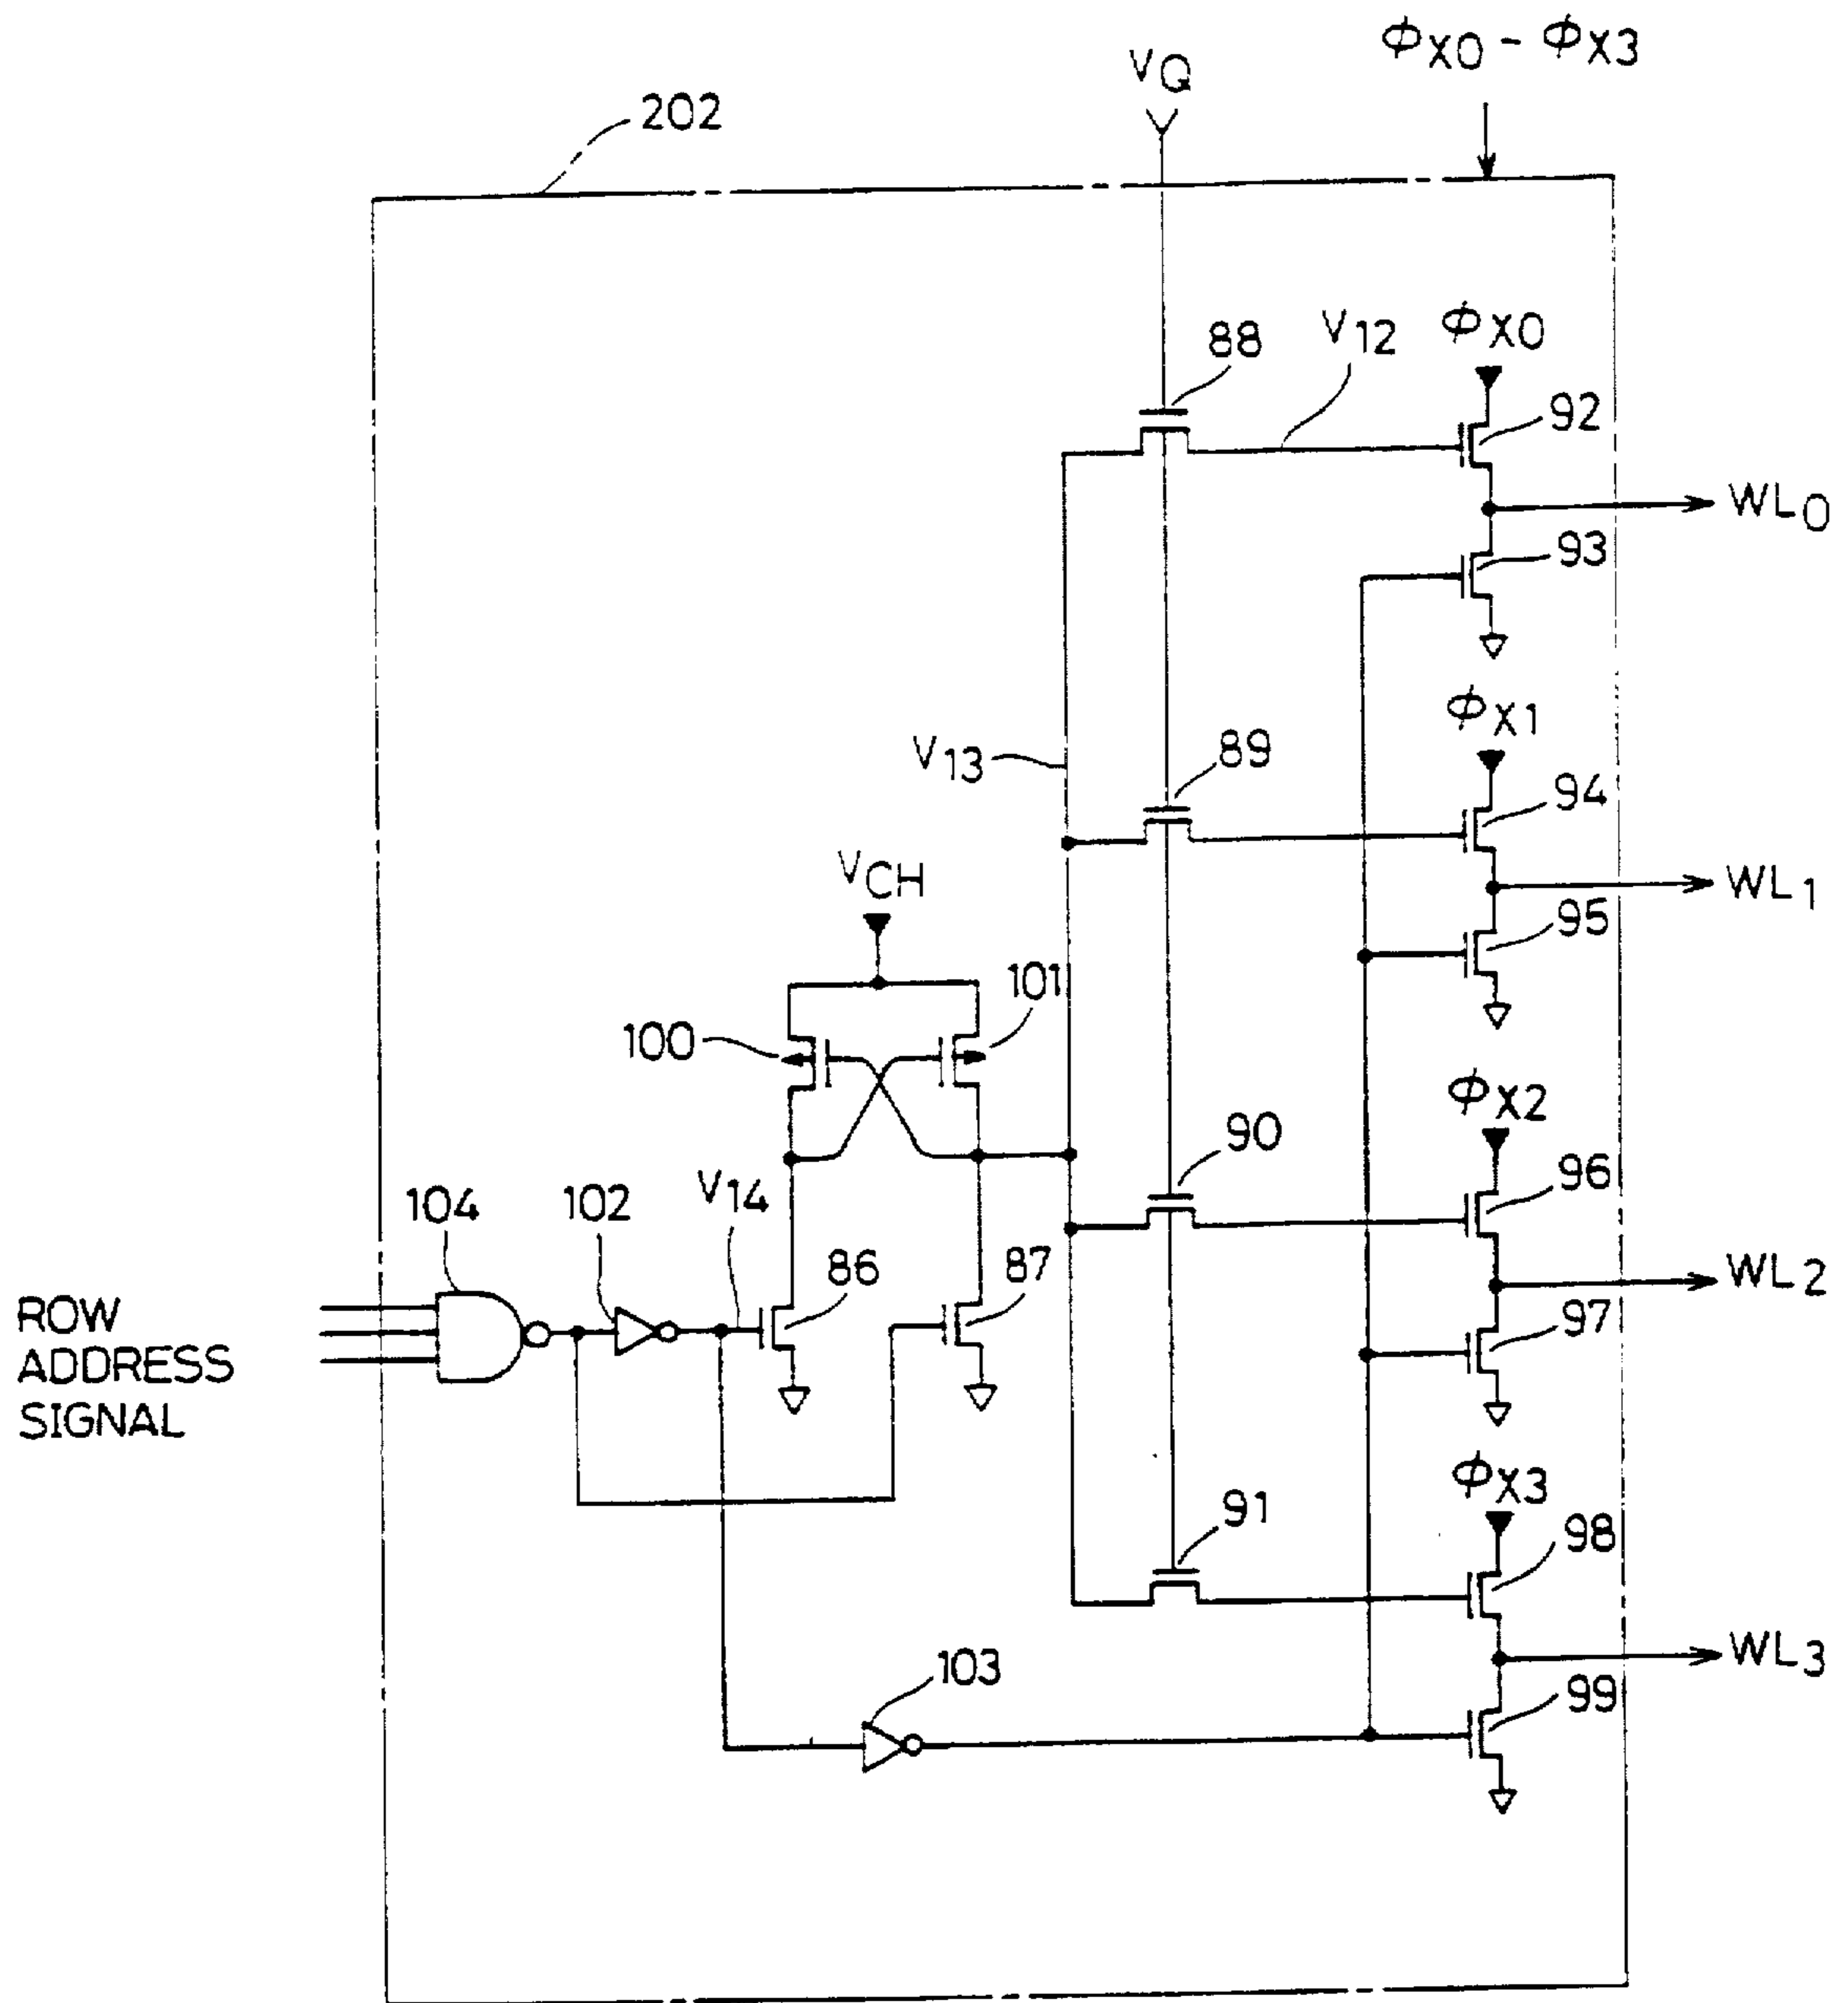 ΦX0 - ΦX3
VQ
202
ΦX0
V12
88
92
WL0
93
ΦX1
V13
89
94
VCH
WL1
95
101
100
ΦX2
90
96
104
102
V14
86
87
WL2
97
ROW
ADDRESS
SIGNAL
ΦX3
91
98
103
WL3
99